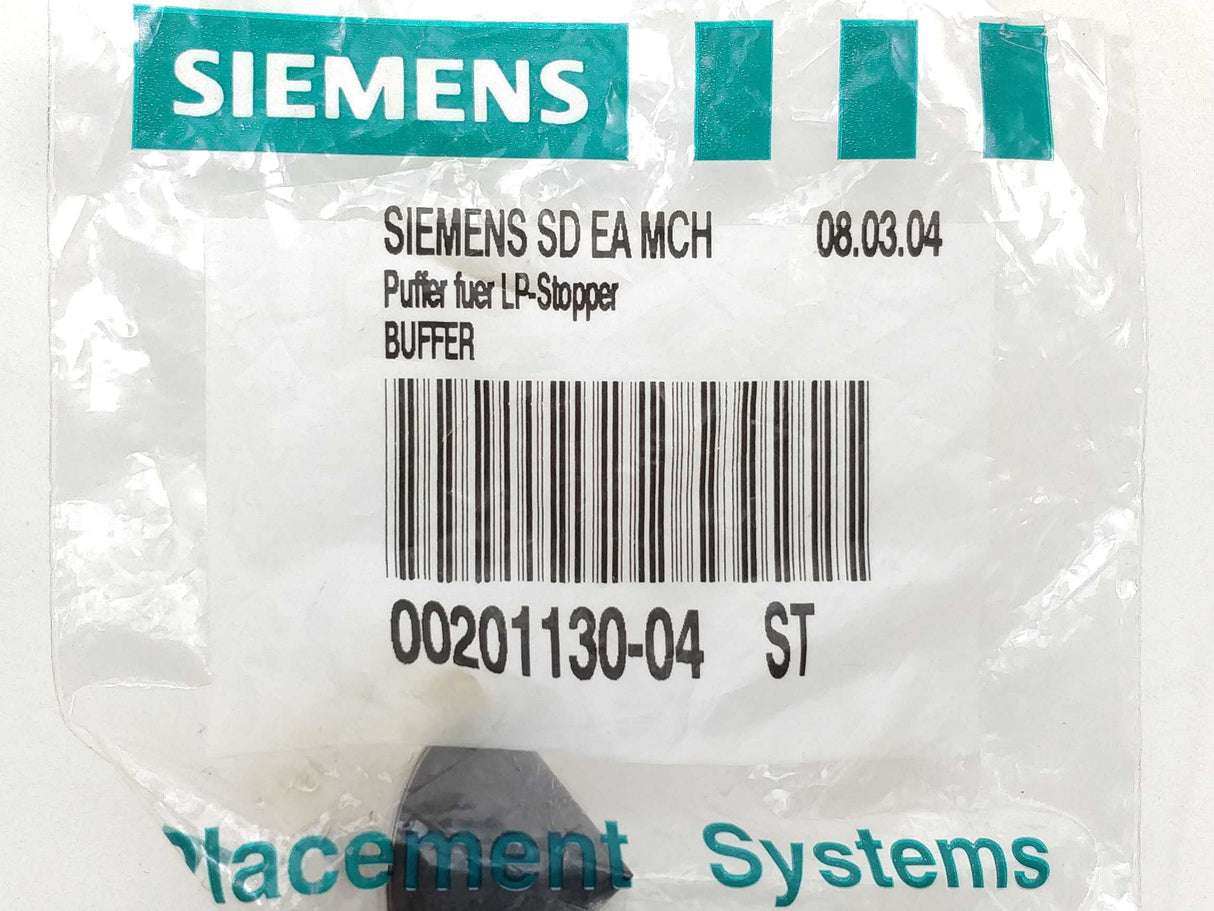 SIEMENS
SIEMENS SD EA MCH 08.03.04
Puffer fuer LP-Stopper
BUFFER
00201130-04 ST
Placement Systems